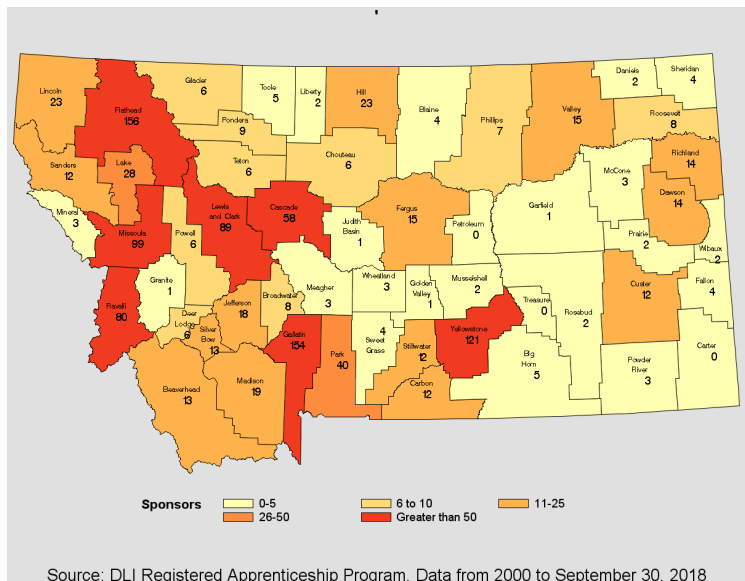 Lincoln
23
Flathead
156
Glacier
6
Toole
5
Liberty
2
Hill
23
Blaine
4
Phillips
7
Valley
15
Daniels
2
Sheridan
4
Roosevelt
8
Pondera
9
Teton
6
Chouteau
6
Sanders
12
Lake
28
Richland
14
McCone
3
Dawson
14
Mineral
3
Missoula
99
Powell
6
Lewis
and Clark
89
Cascade
58
Judith
Basin
1
Fergus
15
Petroleum
0
Garfield
1
Prairie
2
Wibaux
2
Ravalli
80
Granite
1
Deer
Lodge
6
Silver
Bow
13
Jefferson
18
Broadwater
8
Meagher
3
Wheatland
3
Golden
Valley
1
Musselshell
2
Treasure
0
Rosebud
2
Custer
12
Fallon
4
Gallatin
154
Park
40
4
Sweet
Grass
Stillwater
12
Yellowstone
121
Big
Horn
5
Powder
River
3
Carter
0
Beaverhead
13
Madison
19
Carbon
12
Sponsors
0-5
6 to 10
11-25
26-50
Greater than 50
Source: DLI Registered Apprenticeship Program. Data from 2000 to September 30, 2018